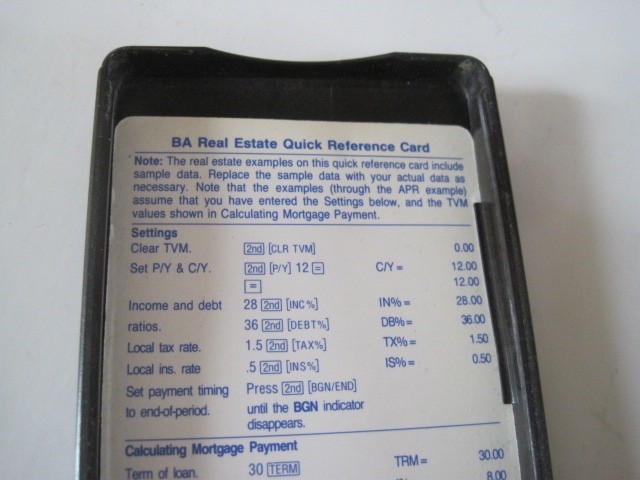 BA Real Estate Quick Reference Card
Note: The real estate examples on this quick reference card include
sample data. Replace the sample data with your actual data as
necessary. Note that the examples (through the APR example)
assume that you have entered the Settings below, and the TVM
values shown in Calculating Mortgage Payment.
Settings
Clear TVM. 2nd [CLR TVM] 0.00
Set P/Y & C/Y. 2nd [P/Y] 12 = C/Y= 12.00
= 12.00
Income and debt 28 2nd [INC%] IN%= 28.00
ratios. 36 2nd [DEBT%] DB%= 36.00
Local tax rate. 1.5 2nd [TAX%] TX%= 1.50
Local ins. rate .5 2nd [INS%] IS%= 0.50
Set payment timing Press 2nd [BGN/END]
to end-of-period. until the BGN indicator
disappears.
Calculating Mortgage Payment
Term of loan. 30 TERM TRM= 30.00
8.00